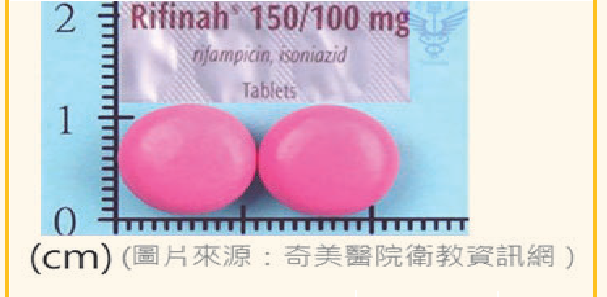 2
Rifinah® 150/100 mg
rifampicin, isoniazid
Tablets
1
0
(cm) (圖片來源：奇美醫院衛教資訊網)